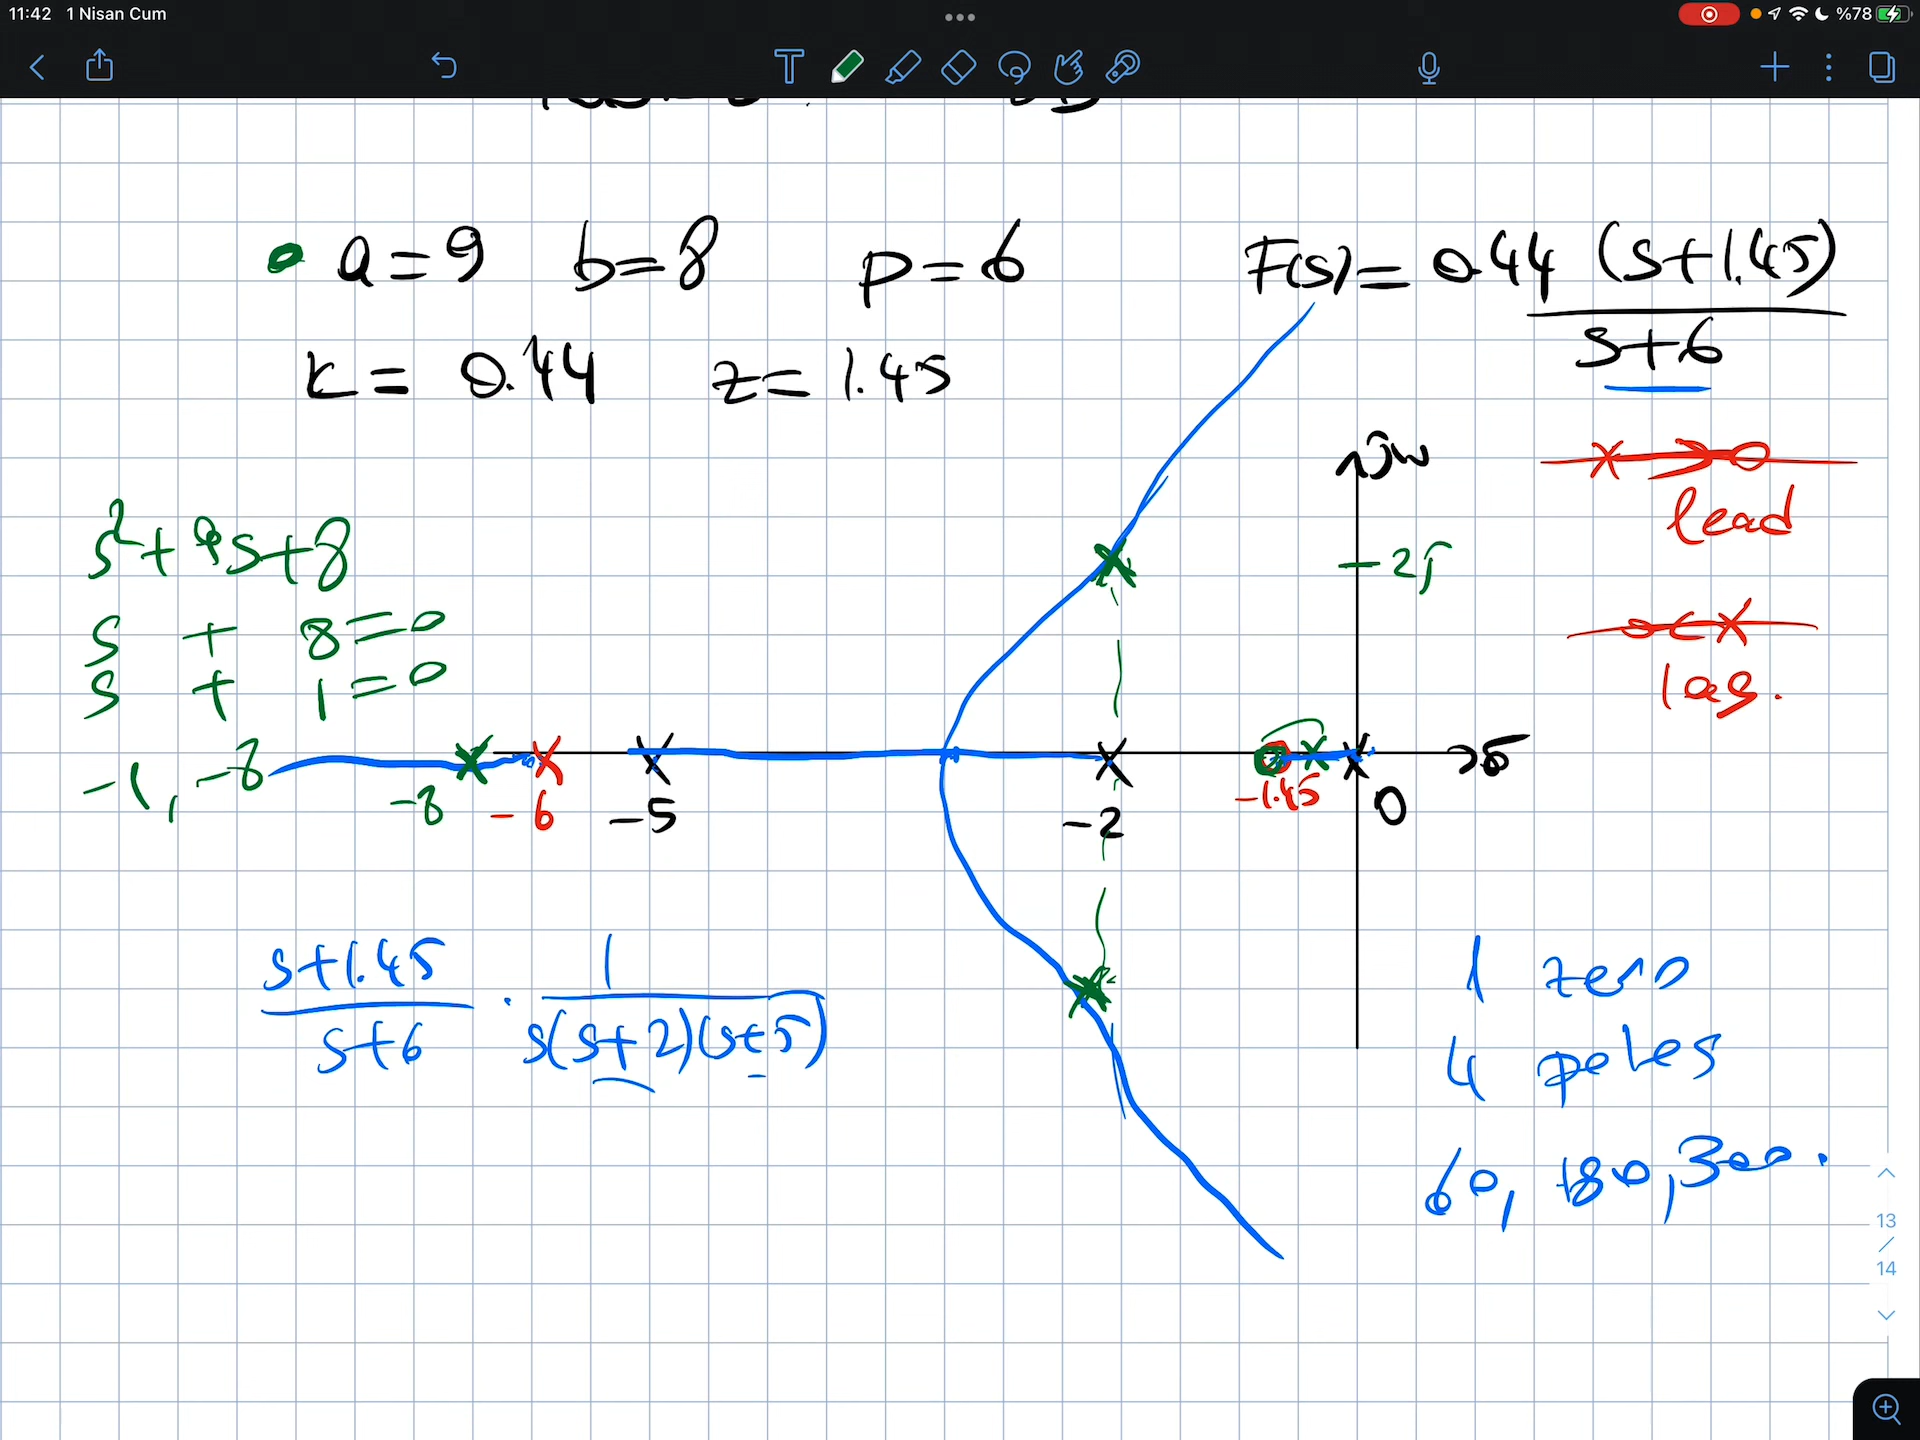 11:42 1 Nisan Cum
%78
a=9 b=8 p=6
K= 0.44 z= 1.45
F(s)= 0.44 (s+1.45)
s+6
jω
lead
2j
s²+9s+8
s + 8=0
s + 1=0
-1, -8
lag.
-8
-6
-5
-2
-1.45
0
σ
s+1.45
s+6
.
1
s(s+2)(s+5)
1 zero
4 poles
60, 180, 300.
13
/
14